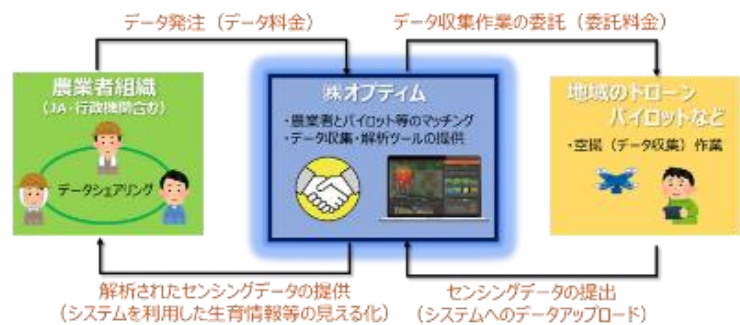 データ発注（データ料金）
データ収集作業の委託（委託料金）
農業者組織
（JA・行政機関含む）
データシェアリング
㈱オプティム
・農業者とパイロット等のマッチング
・データ収集・解析ツールの提供
地域のドローン
パイロットなど
・空撮（データ収集）作業
解析されたセンシングデータの提供
（システムを利用した生育情報等の見える化）
センシングデータの提出
（システムへのデータアップロード）